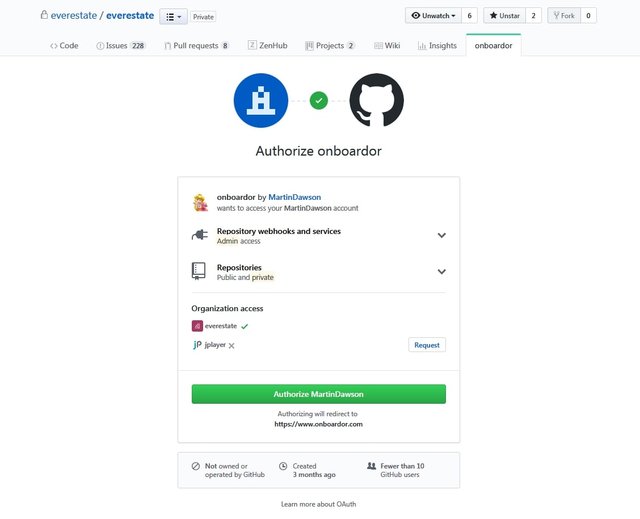 everestate / everestate Private Unwatch 6 Unstar 2 Fork 0
Code Issues 228 Pull requests 8 ZenHub Projects 2 Wiki Insights onboardor
Authorize onboardor
onboardor by MartinDawson
wants to access your MartinDawson account
Repository webhooks and services
Admin access
Repositories
Public and private
Organization access
everestate
jP jplayer Request
Authorize MartinDawson
Authorizing will redirect to
https://www.onboardor.com
Not owned or
operated by GitHub
Created
3 months ago
Fewer than 10
GitHub users
Learn more about OAuth